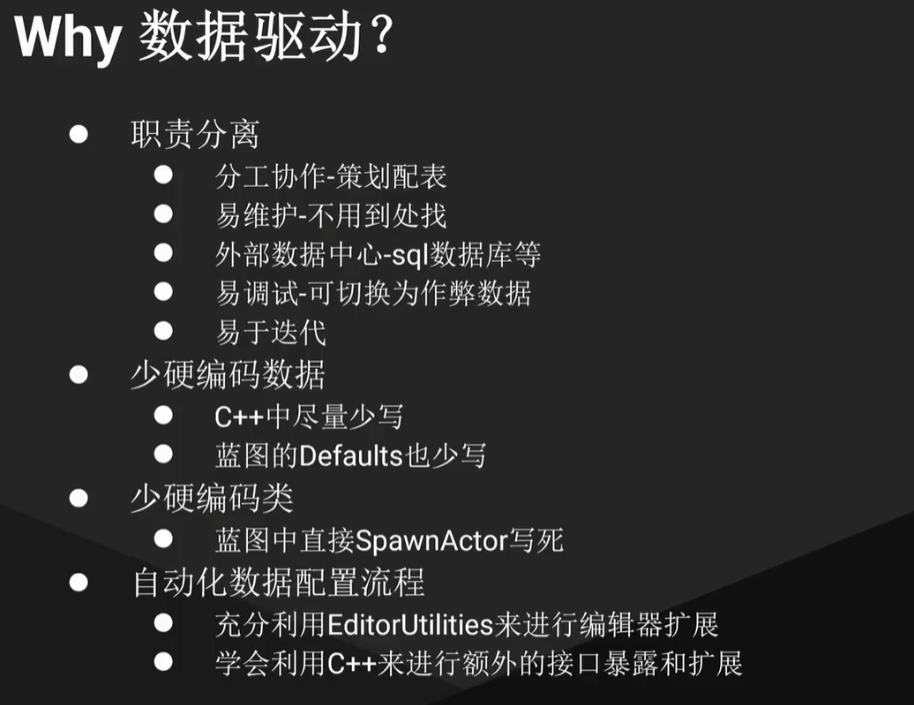 Why 数据驱动？
职责分离
分工协作-策划配表
易维护-不用到处找
外部数据中心-sql数据库等
易调试-可切换为作弊数据
易于迭代
少硬编码数据
C++中尽量少写
蓝图的Defaults也少写
少硬编码类
蓝图中直接SpawnActor写死
自动化数据配置流程
充分利用EditorUtilities来进行编辑器扩展
学会利用C++来进行额外的接口暴露和扩展